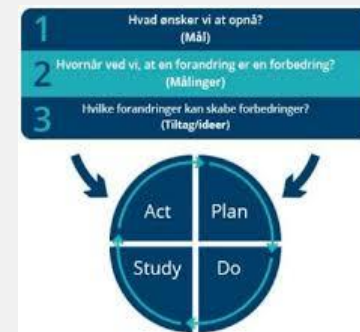 1
Hvad ønsker vi at opnå?
(Mål)
2
Hvornår ved vi, at en forandring er en forbedring?
(Målinger)
3
Hvilke forandringer kan skabe forbedringer?
(Tiltag/ideer)
Act
Plan
Study
Do